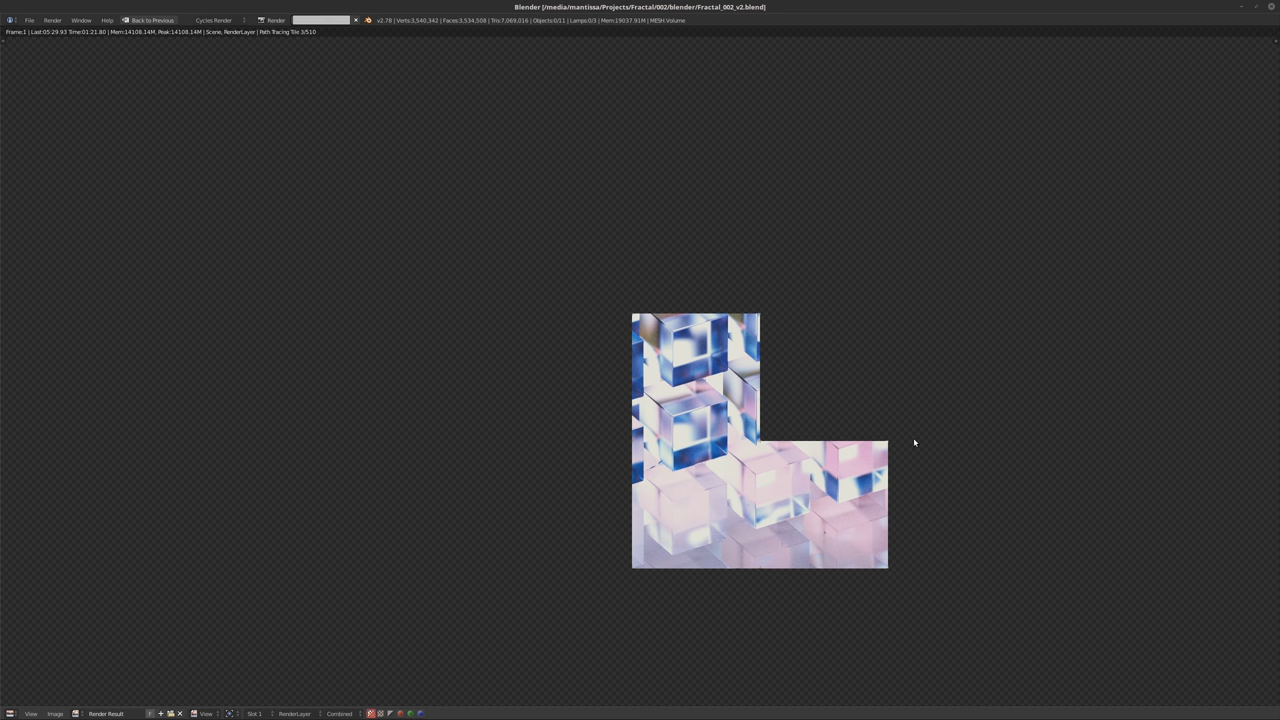 Blender [/media/mantissa/Projects/Fractal/002/blender/Fractal_002_v2.blend]
File Render Window Help Back to Previous Cycles Render Render v2.78 | Verts:3,540,342 | Faces:3,534,508 | Tris:7,069,016 | Objects:0/1 | Lamps:0/3 | Mem:19037.91M | MESH.Volume
Frame:1 | Last:05:29.93 Time:01:21.80 | Mem:14108.14M, Peak:14108.14M | Scene, RenderLayer | Path Tracing Tile 3/510
View Image Render Result F View Slot 1 RenderLayer Combined